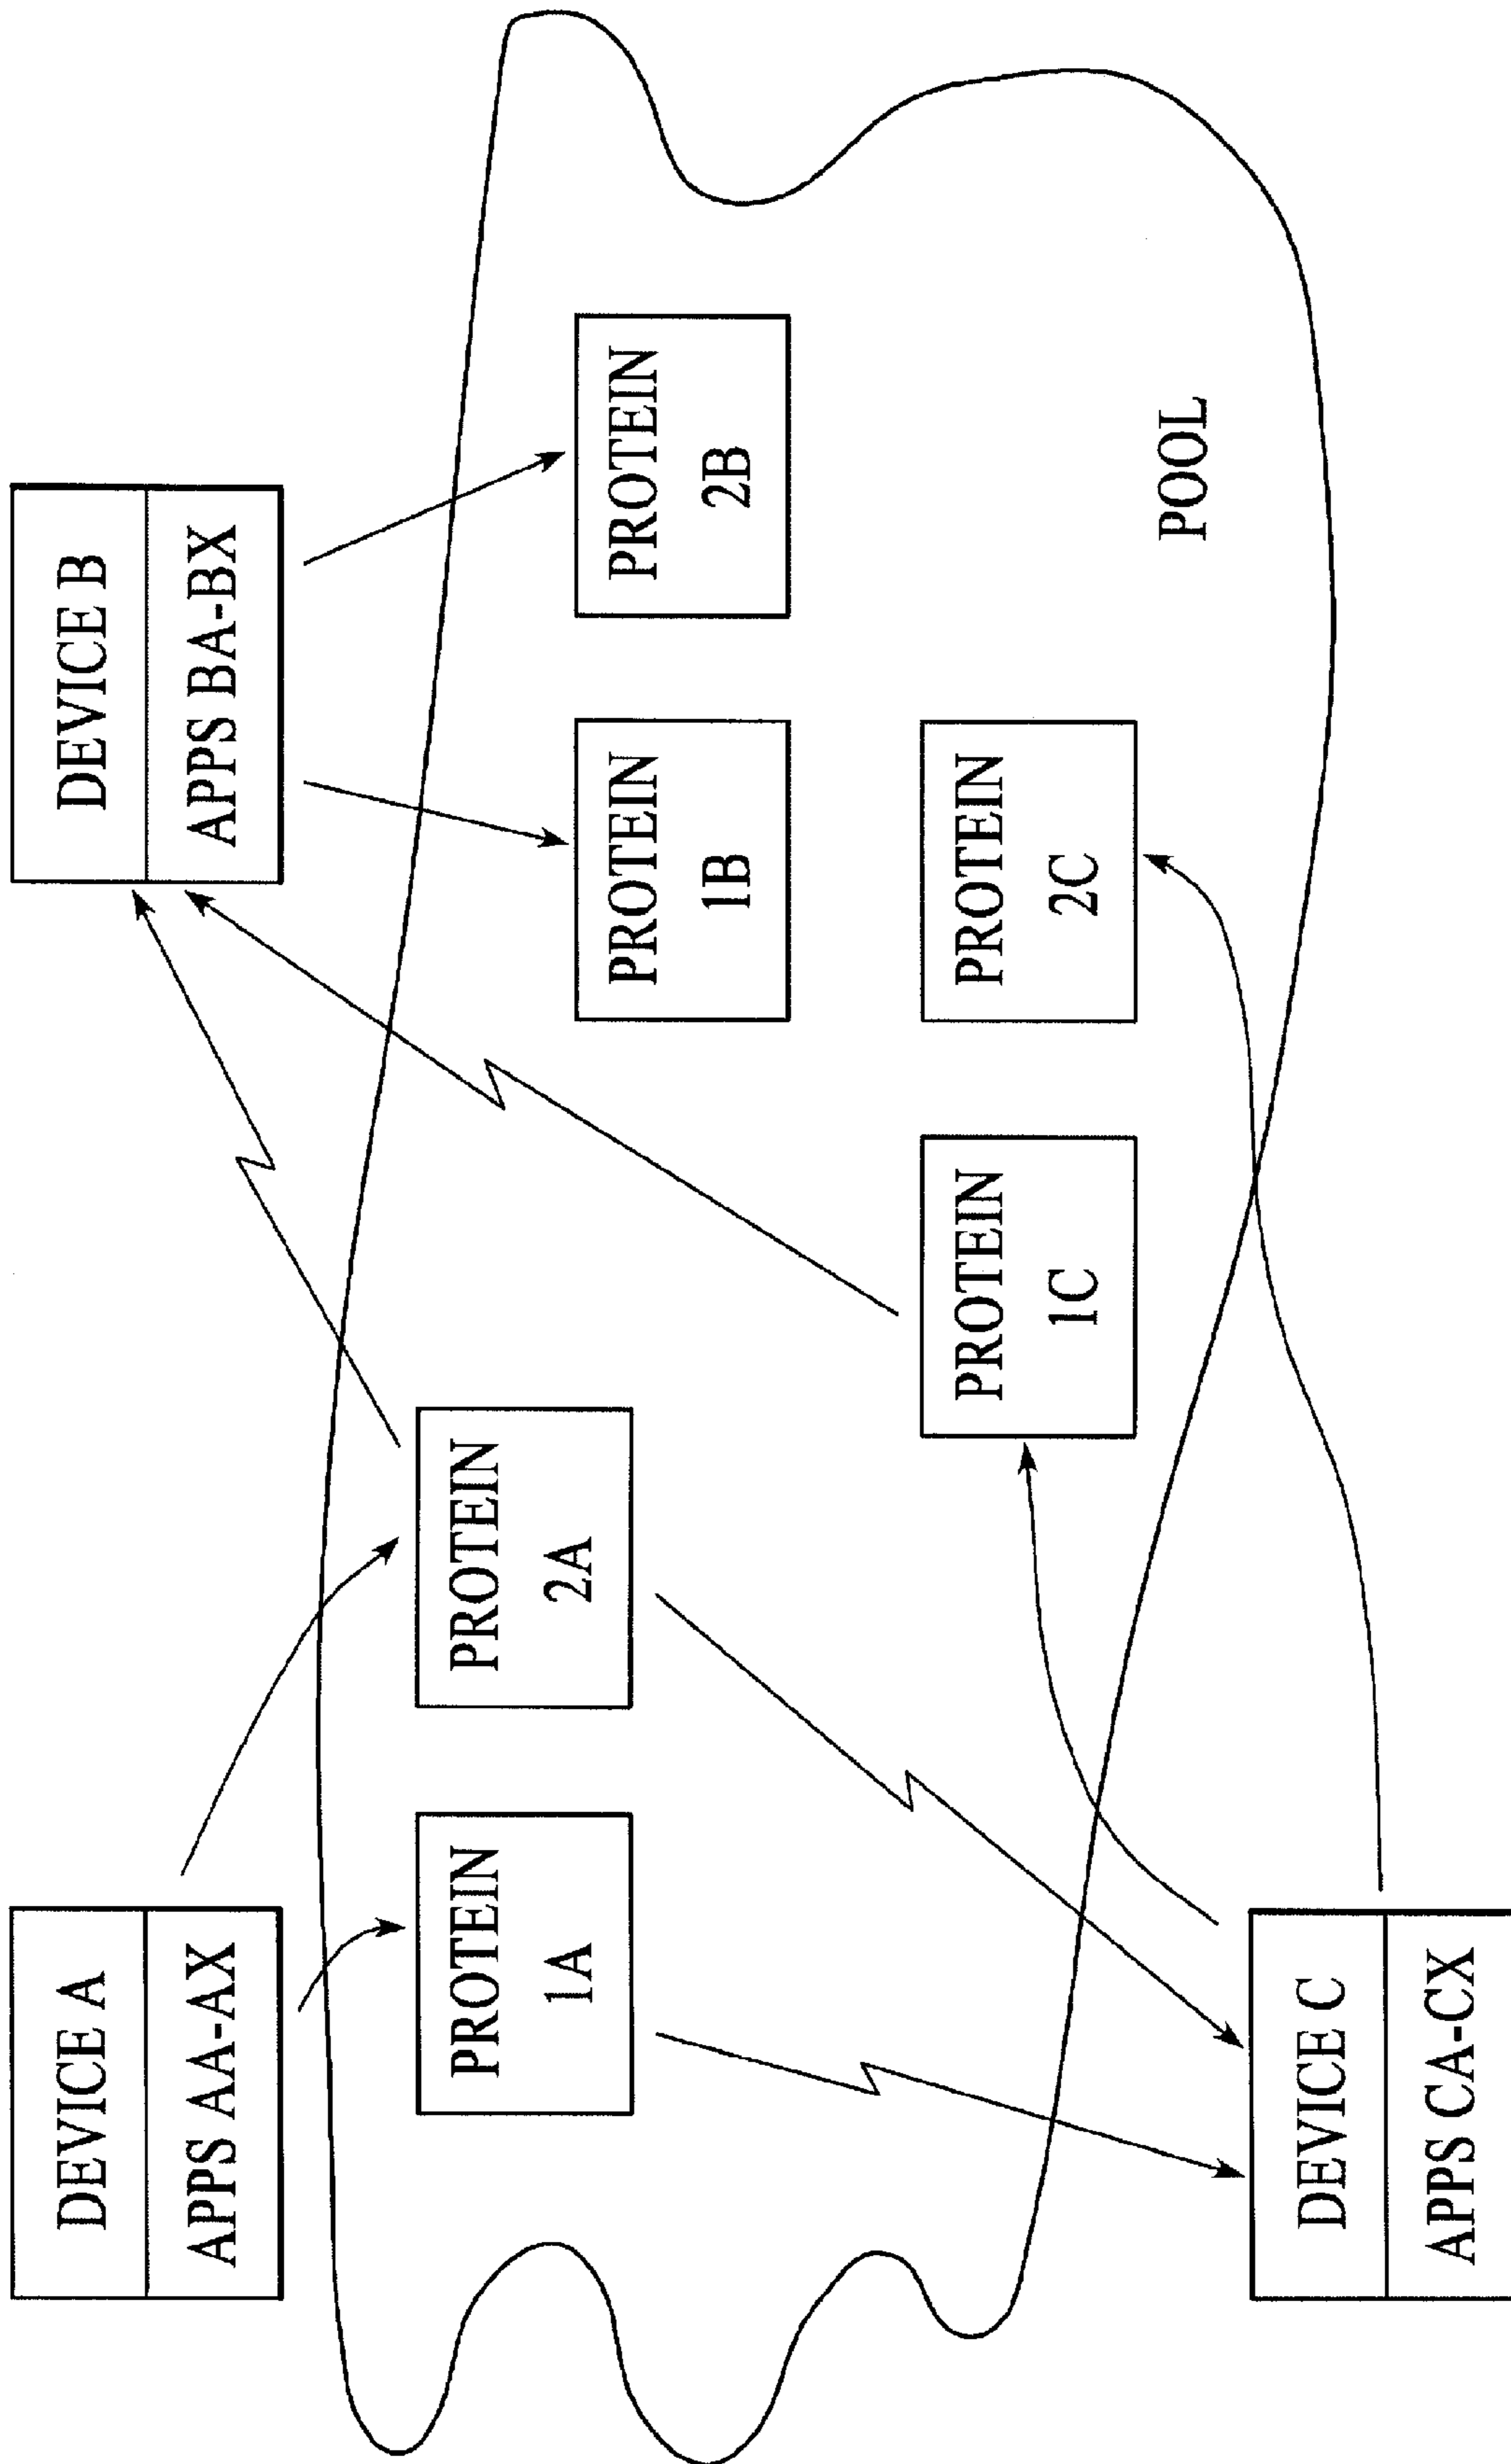 DEVICE A
APPS AA-AX
DEVICE B
APPS BA-BX
PROTEIN
1A
PROTEIN
2A
PROTEIN
1B
PROTEIN
2B
PROTEIN
1C
PROTEIN
2C
POOL
DEVICE C
APPS CA-CX